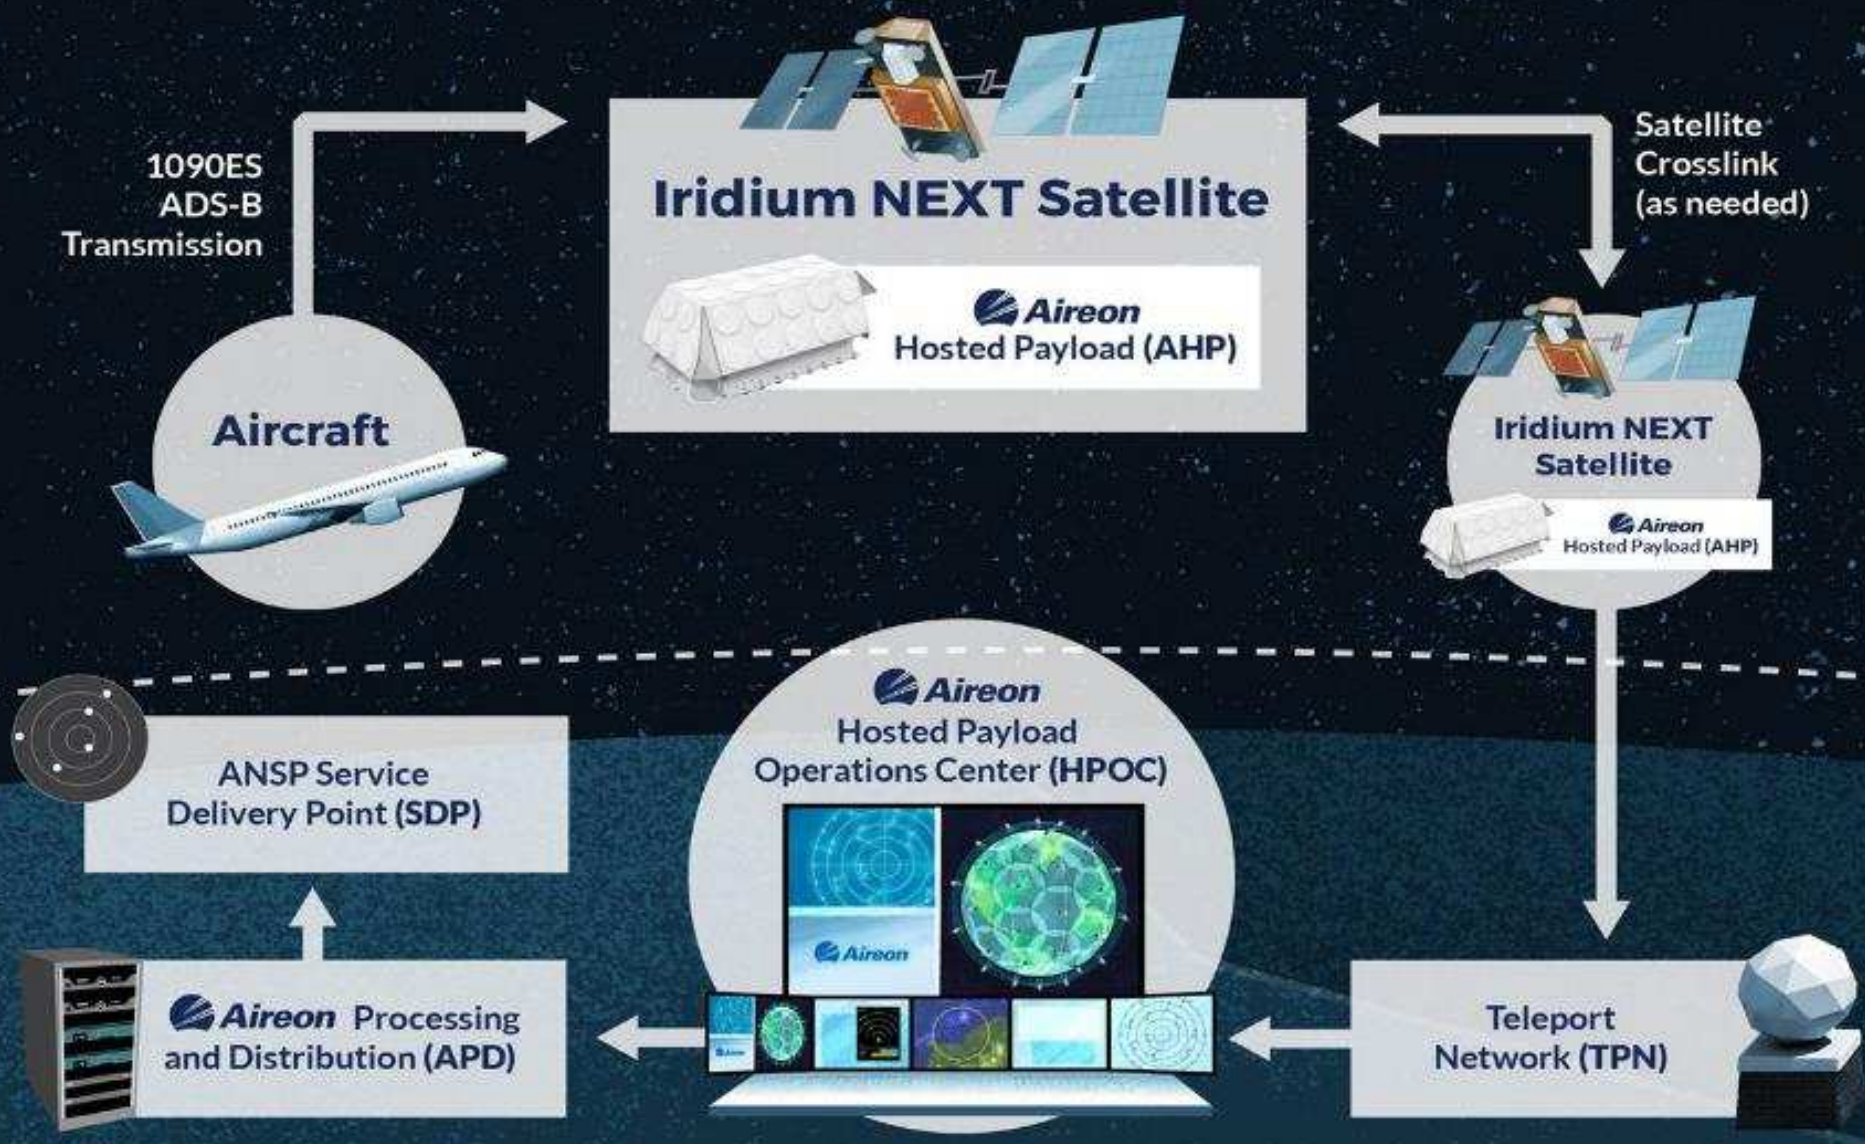 1090ES
ADS-B
Transmission
Iridium NEXT Satellite
Aireon
Hosted Payload (AHP)
Satellite
Crosslink
(as needed)
Aircraft
Iridium NEXT
Satellite
Aireon
Hosted Payload (AHP)
Aireon
Hosted Payload
Operations Center (HPOC)
Aireon
ANSP Service
Delivery Point (SDP)
Aireon Processing
and Distribution (APD)
Aireon
Teleport
Network (TPN)